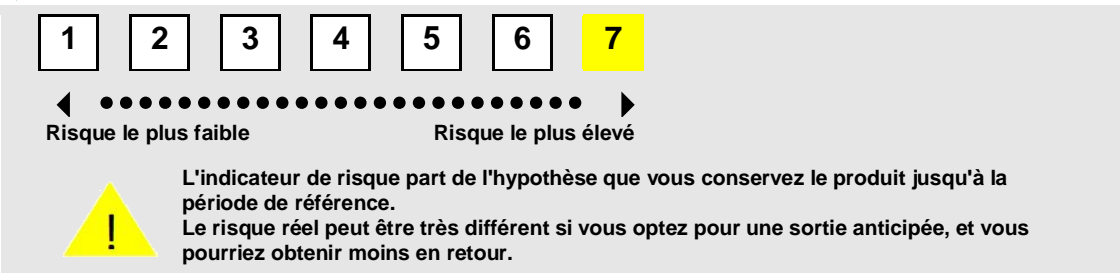 1 2 3 4 5 6 7
Risque le plus faible Risque le plus élevé
L'indicateur de risque part de l'hypothèse que vous conservez le produit jusqu'à la
période de référence.
Le risque réel peut être très différent si vous optez pour une sortie anticipée, et vous
pourriez obtenir moins en retour.
!